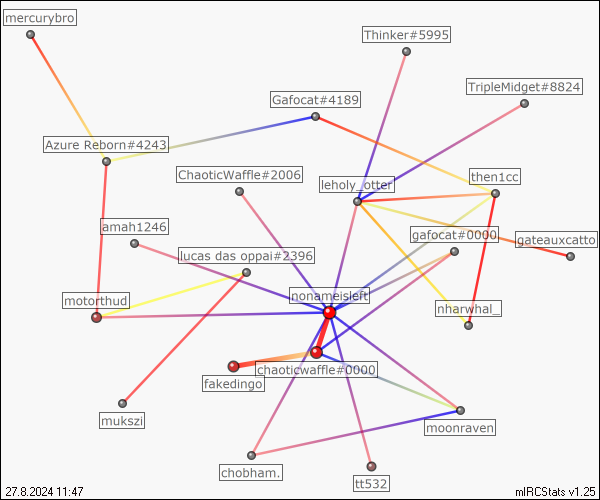 mercurybro
Thinker#5995
TripleMidget#8824
Gafocat#4189
Azure Reborn#4243
ChaoticWaffle#2006
leholy_otter
then1cc
amah1246
gafocat#0000
gateauxcatto
lucas das oppai#2396
motorthud
nonameisleft
nharwhal_
chaoticwaffle#0000
fakedingo
mukszi
moonraven
chobham.
tt532
27.8.2024 11:47
mIRCStats v1.25